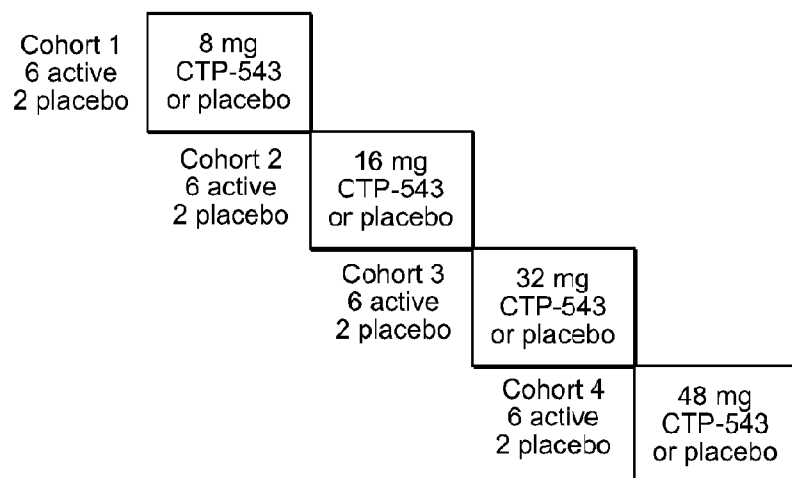 Cohort 1
6 active
2 placebo
8 mg
CTP-543
or placebo
Cohort 2
6 active
2 placebo
16 mg
CTP-543
or placebo
Cohort 3
6 active
2 placebo
32 mg
CTP-543
or placebo
Cohort 4
6 active
2 placebo
48 mg
CTP-543
or placebo